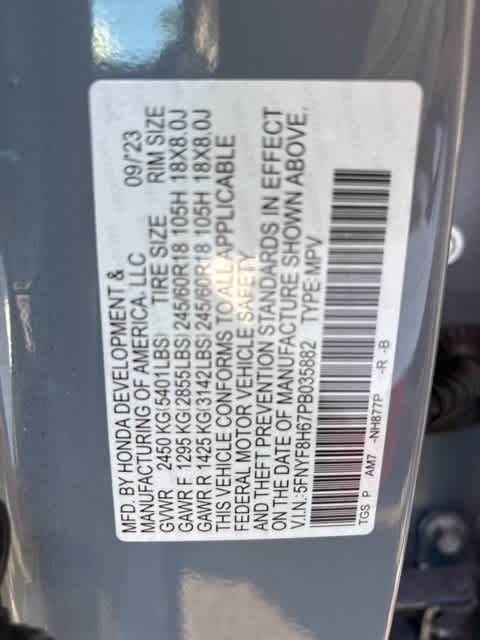 MFD. BY HONDA DEVELOPMENT & 09/'23
MANUFACTURING OF AMERICA, LLC
GVWR 2450 KG(5401LBS) TIRE SIZE RIM SIZE
GAWR F 1295 KG(2855LBS) 245/60R18 105H 18X8.0J
GAWR R 1425 KG(3142LBS) 245/60R18 105H 18X8.0J
THIS VEHICLE CONFORMS TO ALL APPLICABLE
FEDERAL MOTOR VEHICLE SAFETY
AND THEFT PREVENTION STANDARDS IN EFFECT
ON THE DATE OF MANUFACTURE SHOWN ABOVE.
V.I.N.:5FNYF8H67PB035882 TYPE:MPV
TGS P AM7 -NH877P -R -B